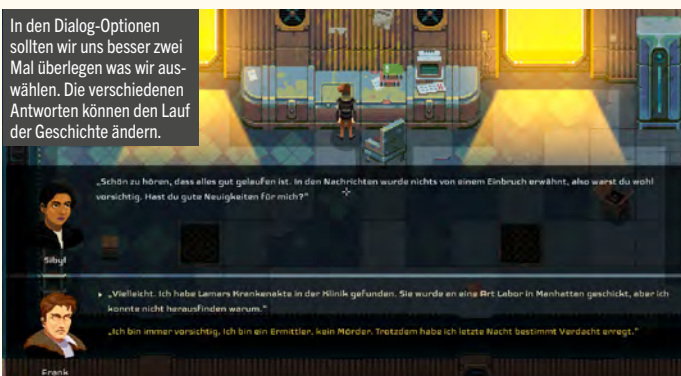 In den Dialog-Optionen
sollten wir uns besser zwei
Mal überlegen was wir aus-
wählen. Die verschiedenen
Antworten können den Lauf
der Geschichte ändern.
„Schön zu hören, dass alles gut gelaufen ist. In den Nachrichten wurde nichts von einem Einbruch erwähnt, also warst du wohl
vorsichtig. Hast du gute Neuigkeiten für mich?"
Sibyl
„Vielleicht. Ich habe Lamars Krankenakte in der Klinik gefunden. Sie wurde an eine Art Labor in Manhattan geschickt, aber ich
konnte nicht herausfinden warum."
„Ich bin immer vorsichtig. Ich bin ein Ermittler, kein Mörder. Trotzdem habe ich letzte Nacht bestimmt Verdacht erregt."
Frank